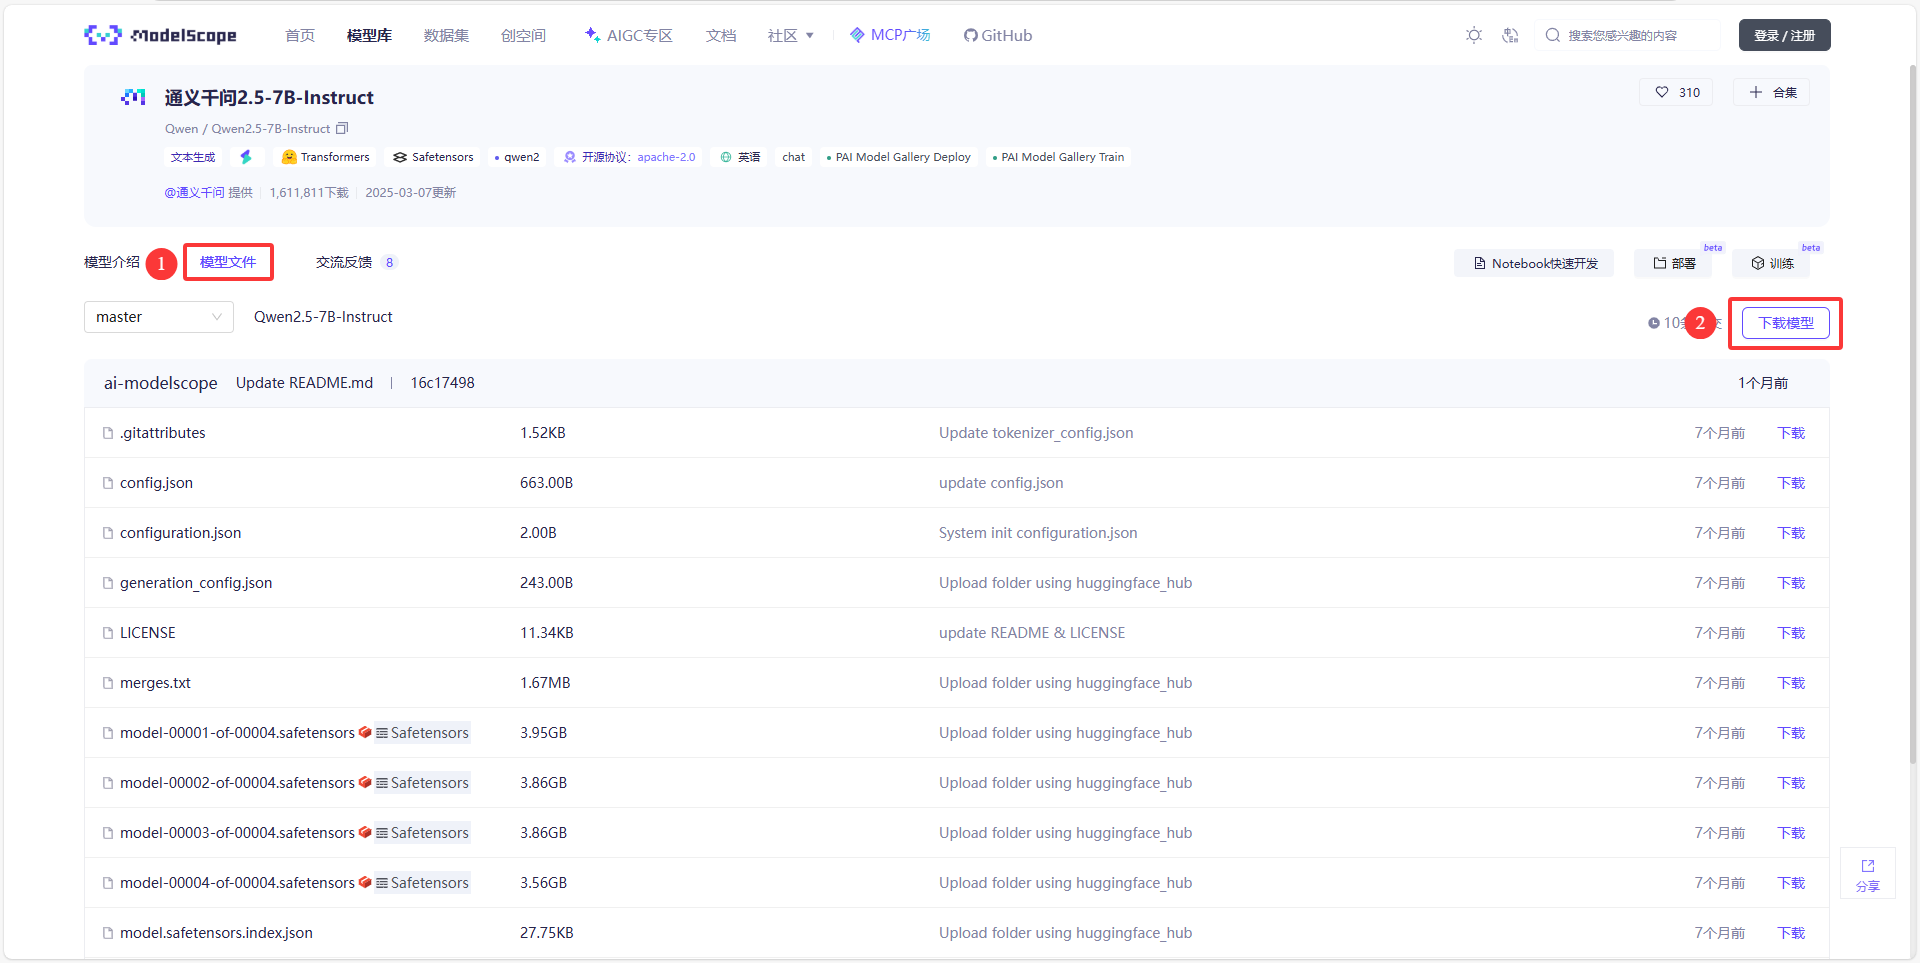 ModelScope 首页 模型库 数据集 创空间 AIGC专区 文档 社区 MCP广场 GitHub 搜索您感兴趣的内容 登录 / 注册
通义千问2.5-7B-Instruct 310 合集
Qwen / Qwen2.5-7B-Instruct
文本生成 Transformers Safetensors qwen2 开源协议: apache-2.0 英语 chat PAI Model Gallery Deploy PAI Model Gallery Train
@通义千问 提供 1,611,811下载 2025-03-07更新
模型介绍 1 模型文件 交流反馈 8 Notebook快速开发 部署 beta 训练 beta
master Qwen2.5-7B-Instruct 10 2 下载模型
ai-modelscope Update README.md 16c17498 1个月前
.gitattributes 1.52KB Update tokenizer_config.json 7个月前 下载
config.json 663.00B update config.json 7个月前 下载
configuration.json 2.00B System init configuration.json 7个月前 下载
generation_config.json 243.00B Upload folder using huggingface_hub 7个月前 下载
LICENSE 11.34KB update README & LICENSE 7个月前 下载
merges.txt 1.67MB Upload folder using huggingface_hub 7个月前 下载
model-00001-of-00004.safetensors Safetensors 3.95GB Upload folder using huggingface_hub 7个月前 下载
model-00002-of-00004.safetensors Safetensors 3.86GB Upload folder using huggingface_hub 7个月前 下载
model-00003-of-00004.safetensors Safetensors 3.86GB Upload folder using huggingface_hub 7个月前 下载
model-00004-of-00004.safetensors Safetensors 3.56GB Upload folder using huggingface_hub 7个月前 下载
分享
model.safetensors.index.json 27.75KB Upload folder using huggingface_hub 7个月前 下载